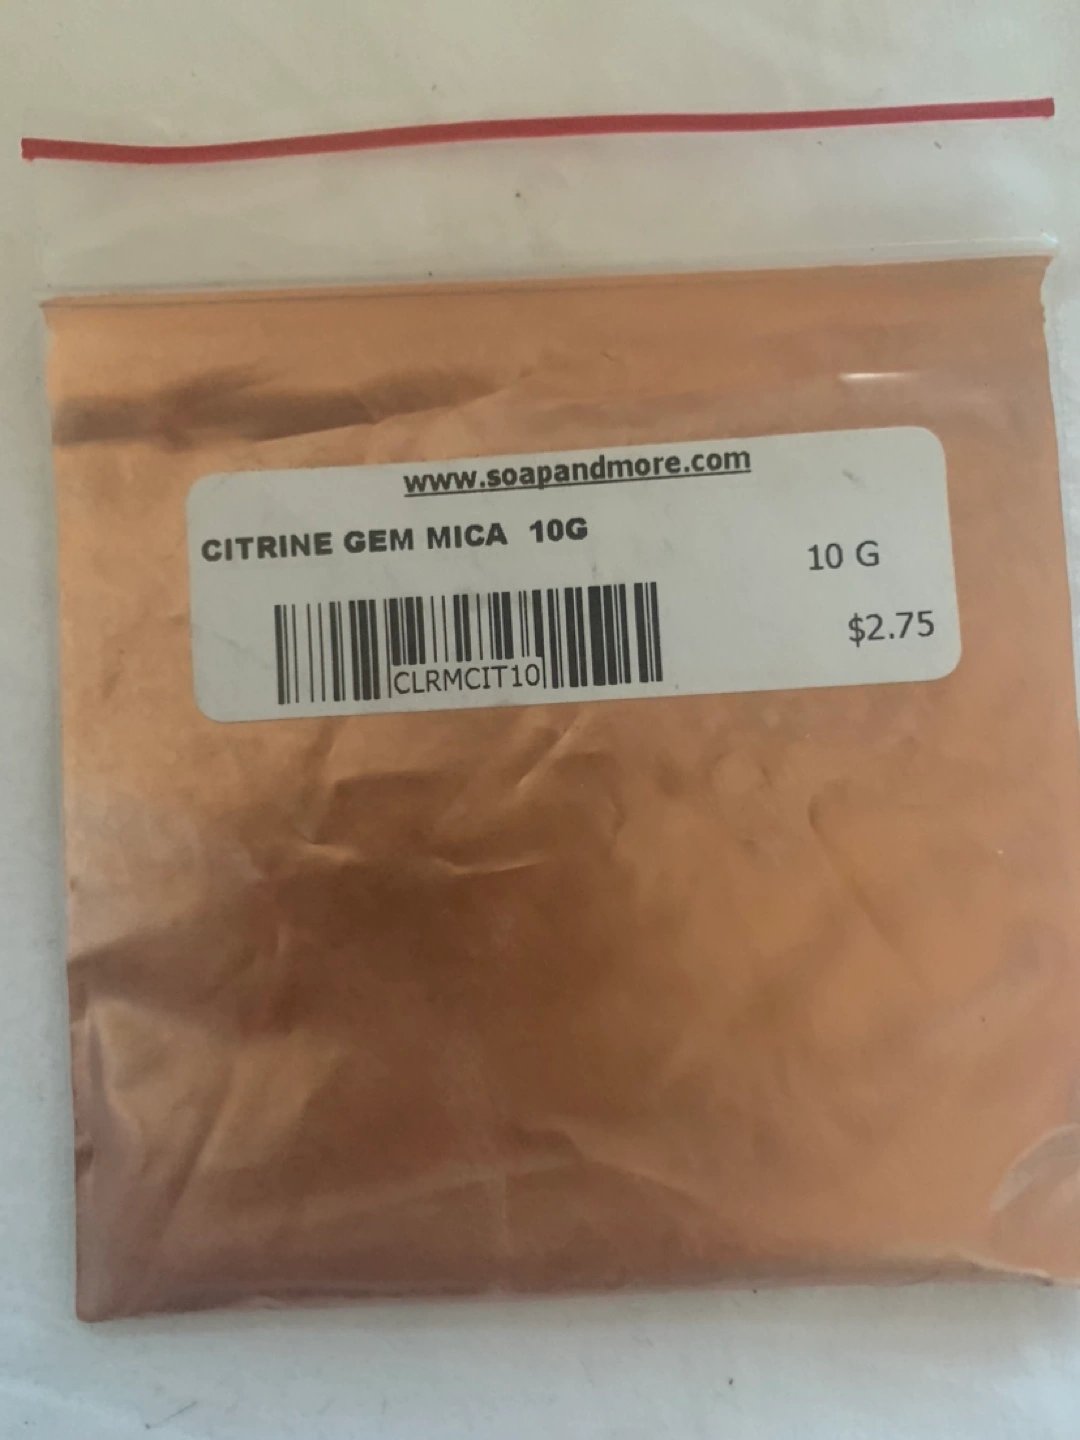 www.soapandmore.com
CITRINE GEM MICA 10G
10 G
$2.75
CLRMCIT10